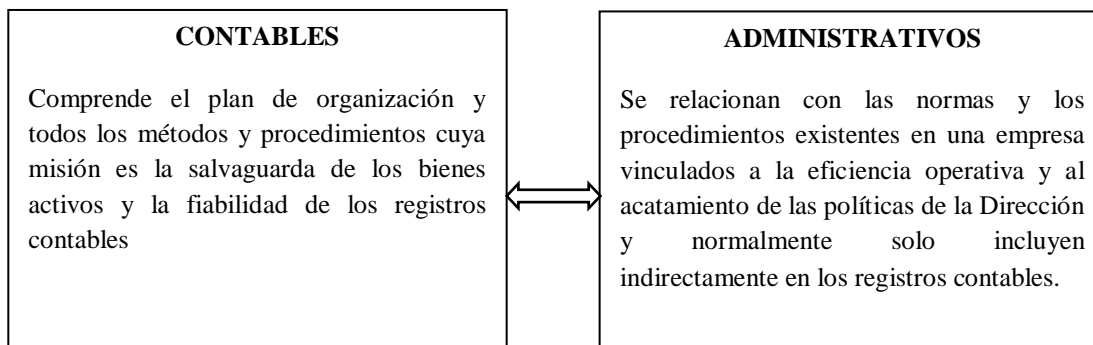 CONTABLES
Comprende el plan de organización y
todos los métodos y procedimientos cuya
misión es la salvaguarda de los bienes
activos y la fiabilidad de los registros
contables
ADMINISTRATIVOS
Se relacionan con las normas y los
procedimientos existentes en una empresa
vinculados a la eficiencia operativa y al
acatamiento de las políticas de la Dirección
y normalmente solo incluyen
indirectamente en los registros contables.